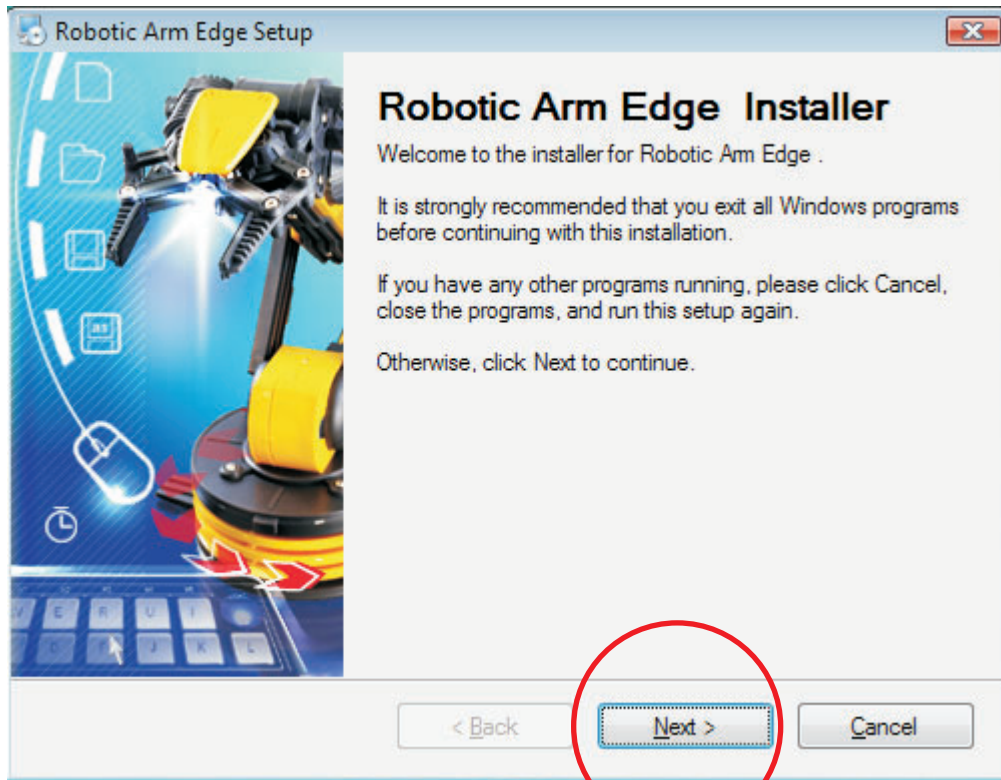 Robotic Arm Edge Setup
Robotic Arm Edge Installer
Welcome to the installer for Robotic Arm Edge .
It is strongly recommended that you exit all Windows programs
before continuing with this installation.
If you have any other programs running, please click Cancel,
close the programs, and run this setup again.
Otherwise, click Next to continue.
E R U I
J K L
< Back Next > Cancel